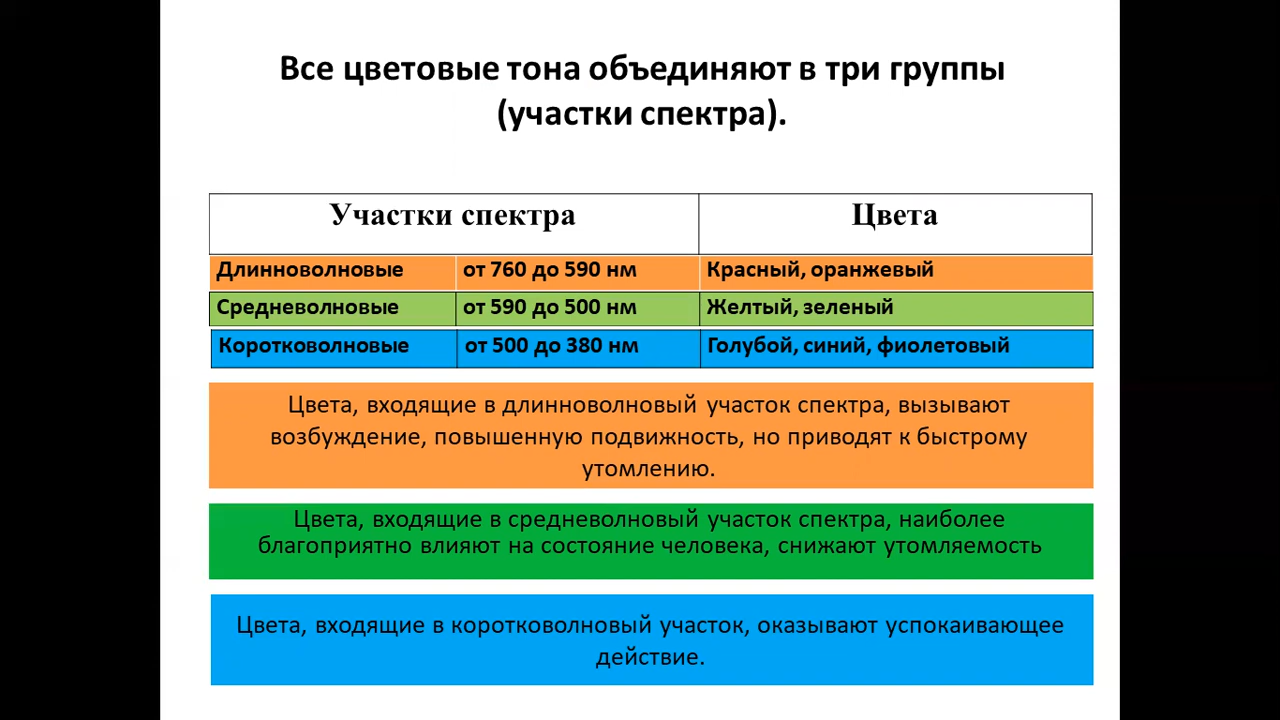 Все цветовые тона объединяют в три группы
(участки спектра).
Участки спектра Цвета
Длинноволновые от 760 до 590 нм Красный, оранжевый
Средневолновые от 590 до 500 нм Желтый, зеленый
Коротковолновые от 500 до 380 нм Голубой, синий, фиолетовый
Цвета, входящие в длинноволновый участок спектра, вызывают
возбуждение, повышенную подвижность, но приводят к быстрому
утомлению.
Цвета, входящие в средневолновый участок спектра, наиболее
благоприятно влияют на состояние человека, снижают утомляемость
Цвета, входящие в коротковолновый участок, оказывают успокаивающее
действие.